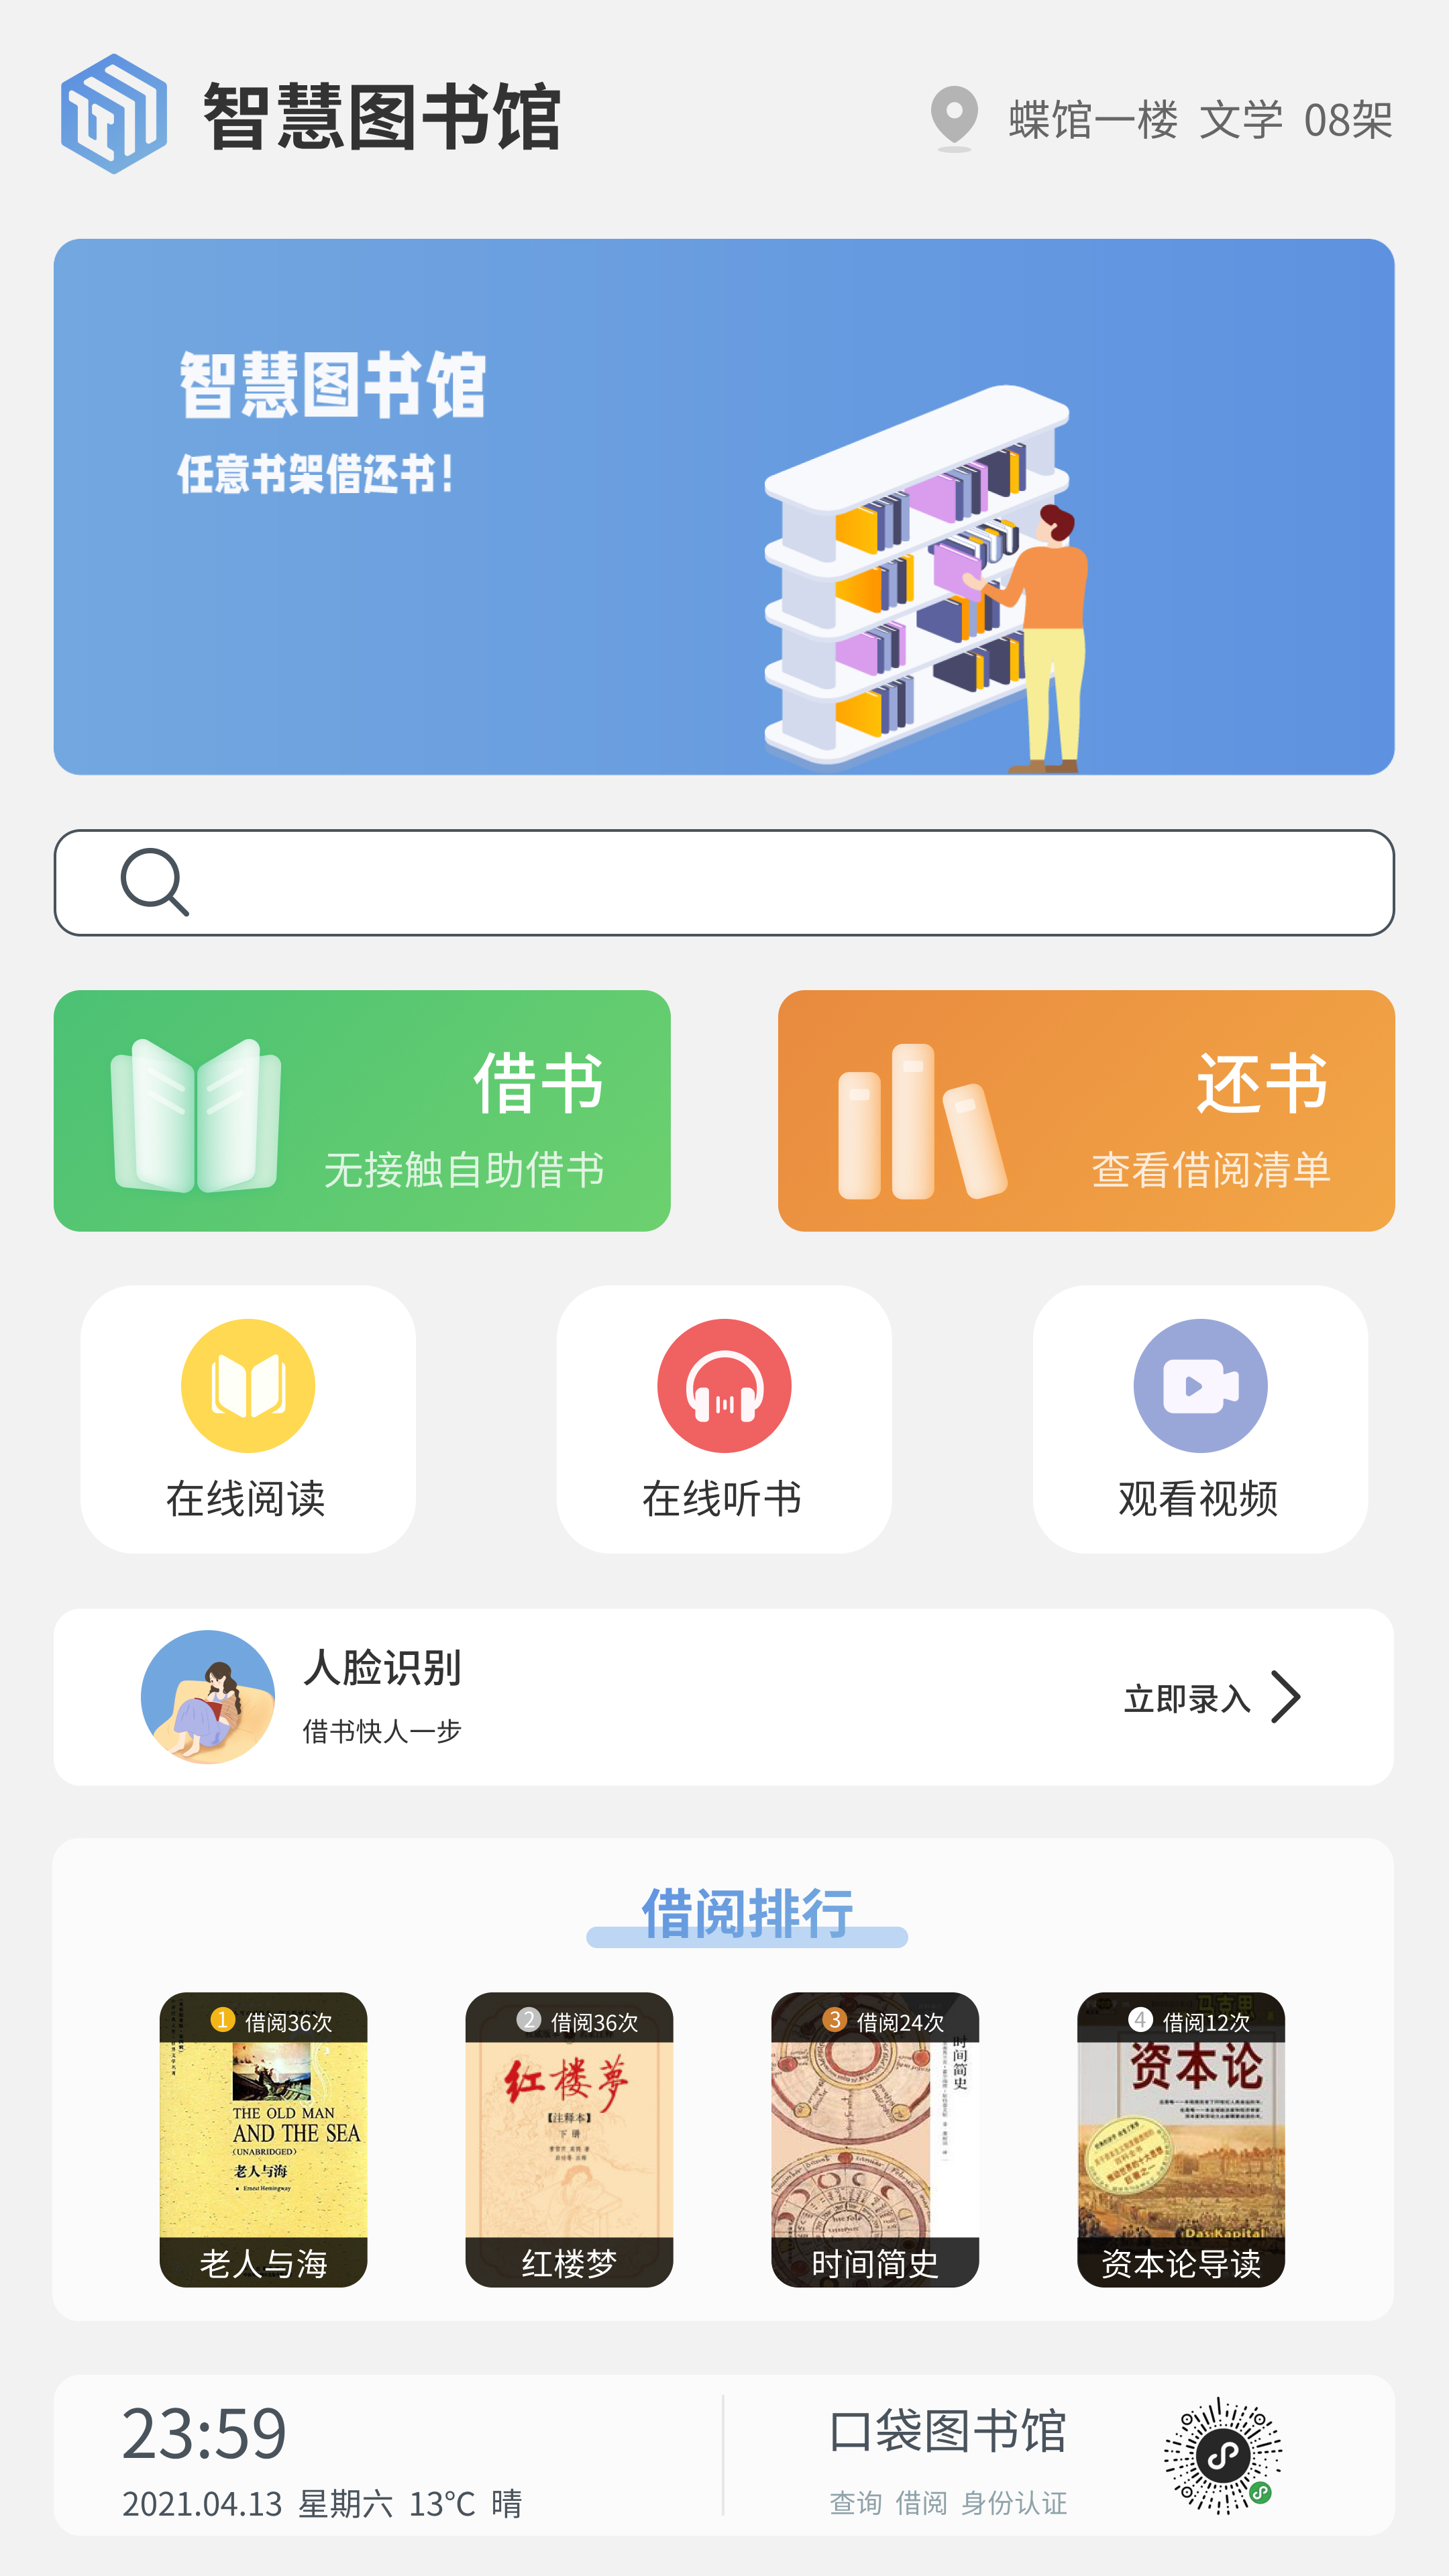 智慧图书馆
蝶馆一楼 文学 08架
智慧图书馆
任意书架借还书！
借书
无接触自助借书
还书
查看借阅清单
在线阅读
在线听书
观看视频
人脸识别
借书快人一步
立即录入
借阅排行
1 借阅36次
THE OLD MAN
AND THE SEA
(UNABRIDGED)
老人与海
Ernest Hemingway
老人与海
2 借阅36次
红楼夢
【注释本】
下册
红楼梦
3 借阅24次
时间简史
时间简史
4 借阅12次
资本论
Das Kapital
资本论导读
23:59
2021.04.13 星期六 13℃ 晴
口袋图书馆
查询 借阅 身份认证